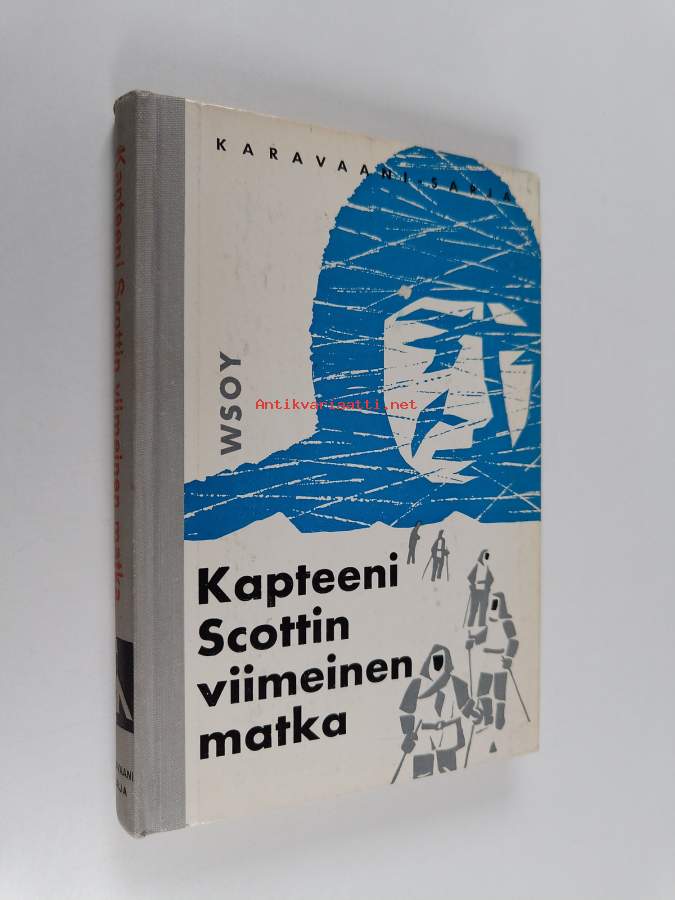 KARAVAANI-SARJA
WSOY
Antikvariaatti.net
Kapteeni
Scottin
viimeinen
matka
Kapteeni Scottin viimeinen matka